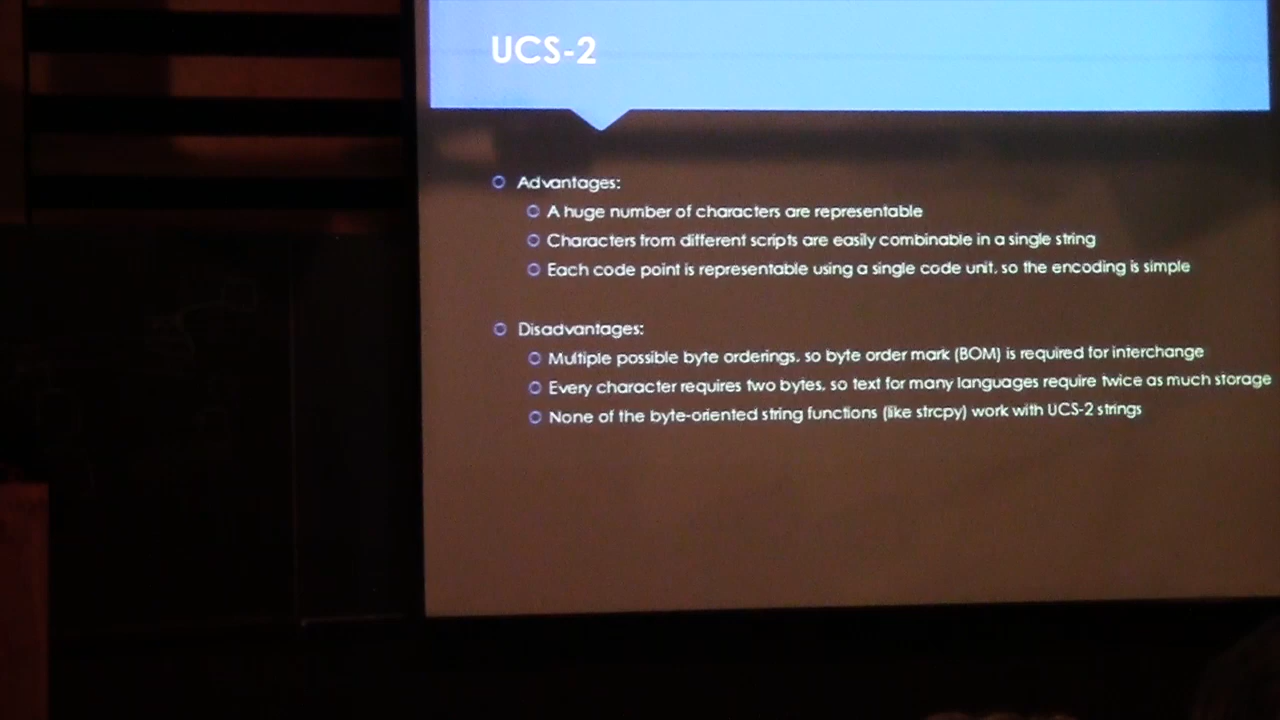 UCS-2
Advantages:
A huge number of characters are representable
Characters from different scripts are easily combinable in a single string
Each code point is representable using a single code unit, so the encoding is simple
Disadvantages:
Multiple possible byte orderings, so byte order mark (BOM) is required for interchange
Every character requires two bytes, so text for many languages require twice as much storage
None of the byte-oriented string functions (like strcpy) work with UCS-2 strings